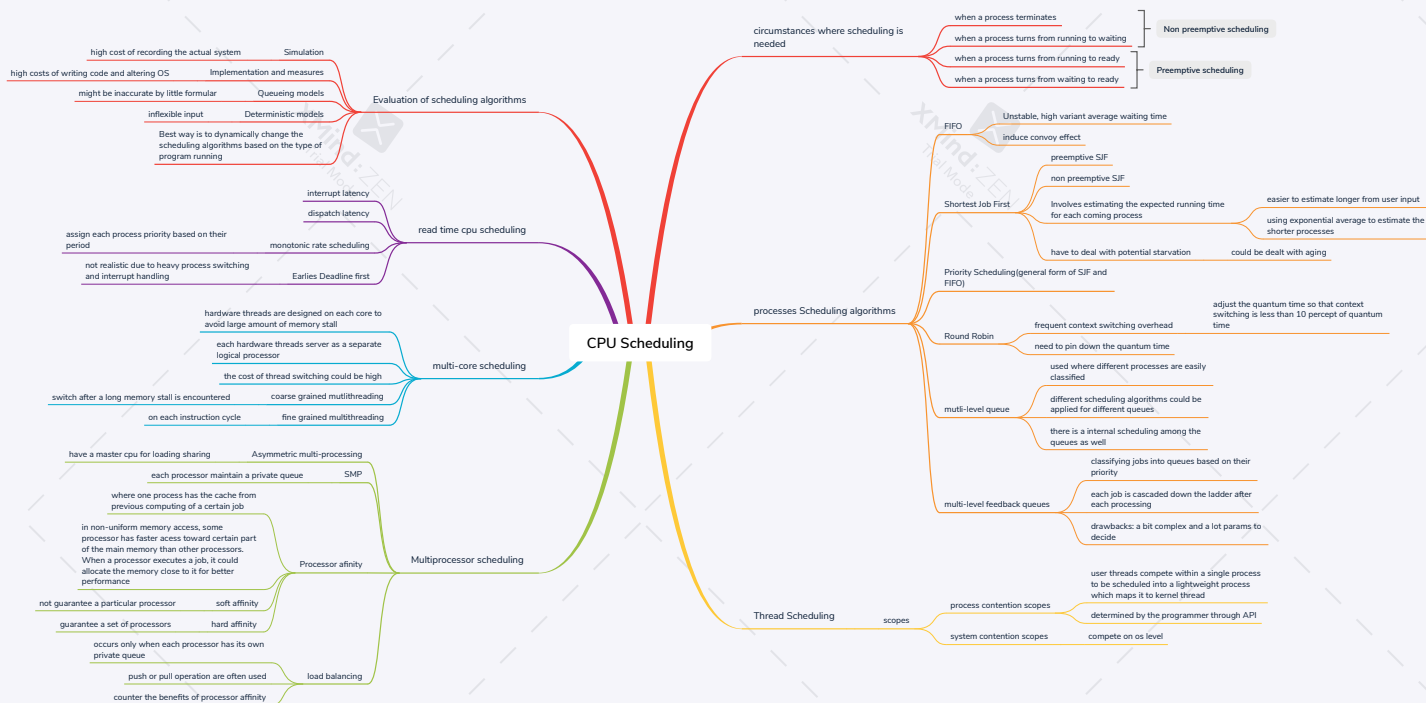 CPU Scheduling
circumstances where scheduling is
needed
when a process terminates
when a process turns from running to waiting
Non preemptive scheduling
when a process turns from running to ready
when a process turns from waiting to ready
Preemptive scheduling
processes Scheduling algorithms
FIFO
Unstable, high variant average waiting time
induce convoy effect
Shortest Job First
preemptive SJF
non preemptive SJF
Involves estimating the expected running time
for each coming process
easier to estimate longer from user input
using exponential average to estimate the
shorter processes
have to deal with potential starvation
could be dealt with aging
Priority Scheduling(general form of SJF and
FIFO)
Round Robin
frequent context switching overhead
adjust the quantum time so that context
switching is less than 10 percept of quantum
time
need to pin down the quantum time
mutli-level queue
used where different processes are easily
classified
different scheduling algorithms could be
applied for different queues
there is a internal scheduling among the
queues as well
multi-level feedback queues
classifying jobs into queues based on their
priority
each job is cascaded down the ladder after
each processing
drawbacks: a bit complex and a lot params to
decide
Thread Scheduling
scopes
process contention scopes
user threads compete within a single process
to be scheduled into a lightweight process
which maps it to kernel thread
determined by the programmer through API
system contention scopes
compete on os level
Evaluation of scheduling algorithms
Simulation
high cost of recording the actual system
Implementation and measures
high costs of writing code and altering OS
Queueing models
might be inaccurate by little formular
Deterministic models
inflexible input
Best way is to dynamically change the
scheduling algorithms based on the type of
program running
read time cpu scheduling
interrupt latency
dispatch latency
monotonic rate scheduling
assign each process priority based on their
period
Earlies Deadline first
not realistic due to heavy process switching
and interrupt handling
multi-core scheduling
hardware threads are designed on each core to
avoid large amount of memory stall
each hardware threads server as a separate
logical processor
the cost of thread switching could be high
coarse grained mutlithreading
switch after a long memory stall is encountered
fine grained multithreading
on each instruction cycle
Multiprocessor scheduling
Asymmetric multi-processing
have a master cpu for loading sharing
SMP
each processor maintain a private queue
Processor afinity
where one process has the cache from
previous computing of a certain job
in non-uniform memory access, some
processor has faster acess toward certain part
of the main memory than other processors.
When a processor executes a job, it could
allocate the memory close to it for better
performance
soft affinity
not guarantee a particular processor
hard affinity
guarantee a set of processors
load balancing
occurs only when each processor has its own
private queue
push or pull operation are often used
counter the benefits of processor affinity
XMind: ZEN
Trial Mode
XMind: ZEN
Trial Mode